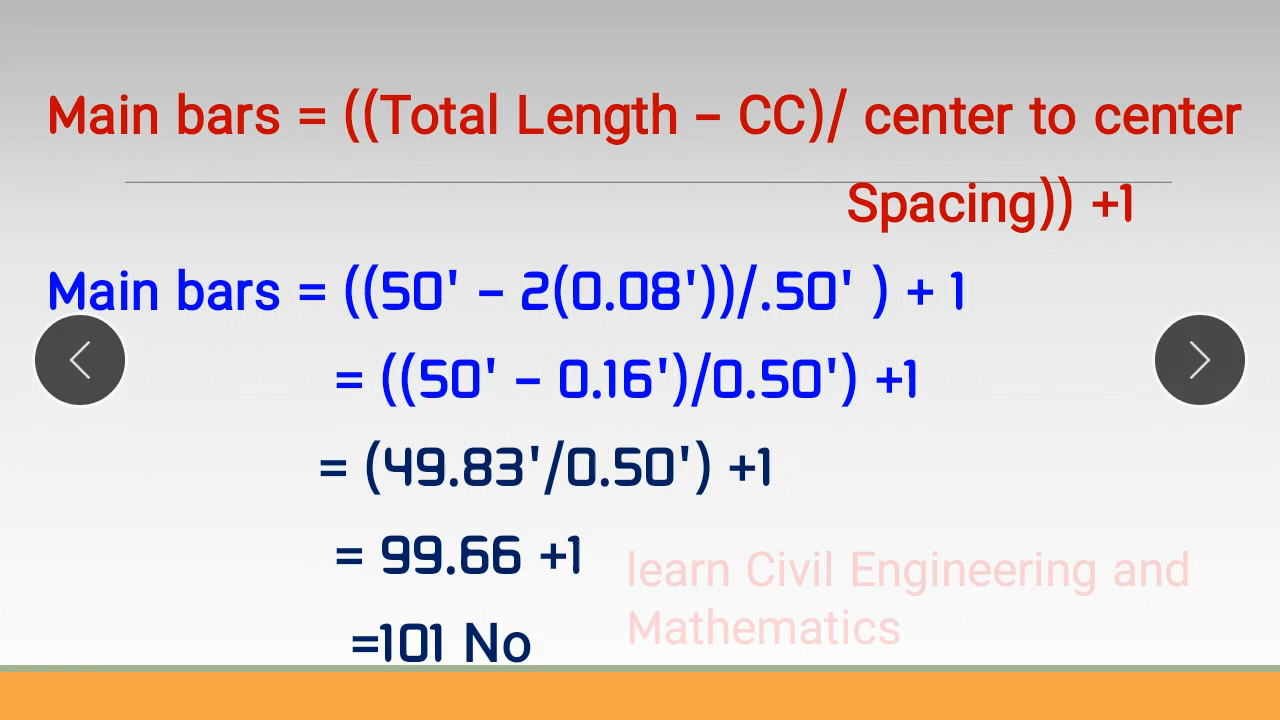 Main bars = ((Total Length – CC)/ center to center
Spacing)) +1
Main bars = ((50' – 2(0.08'))/.50' ) + 1
= ((50' – 0.16')/0.50') +1
= (49.83'/0.50') +1
= 99.66 +1
=101 No
learn Civil Engineering and
Mathematics